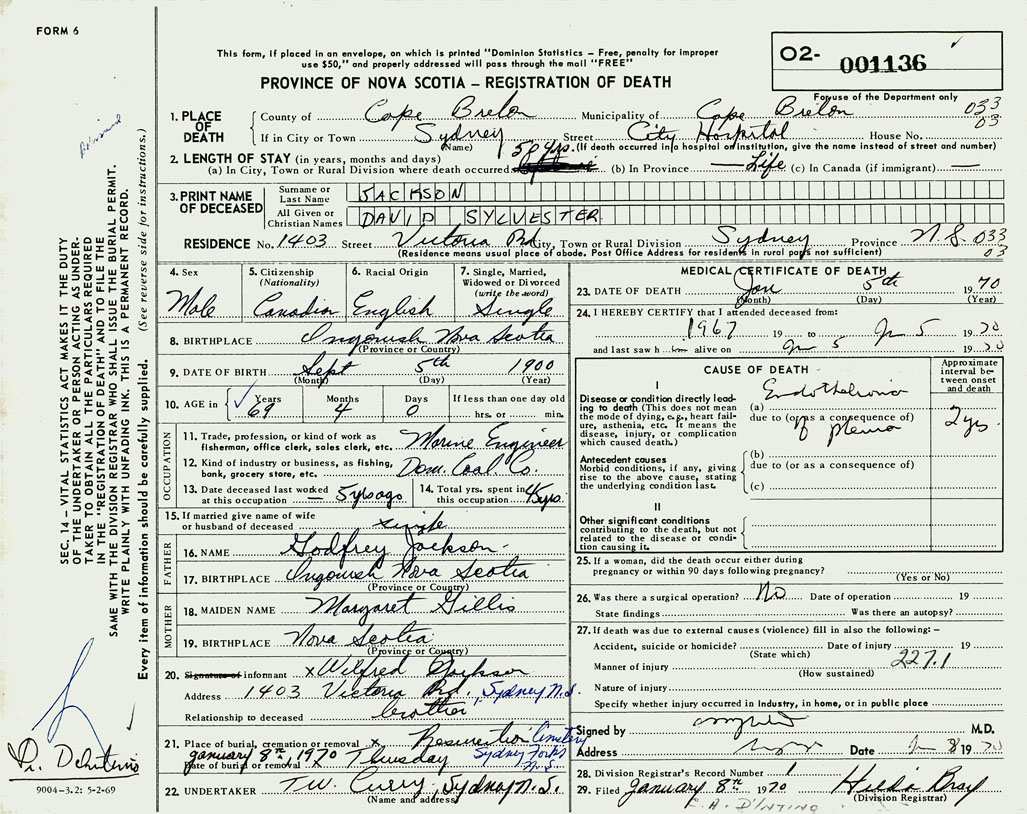 FORM 6
This form, if placed in an envelope, on which is printed "Dominion Statistics – Free, penalty for improper
use $50," and properly addressed will pass through the mail "FREE"
O2- 001136
PROVINCE OF NOVA SCOTIA – REGISTRATION OF DEATH
For use of the Department only
1. PLACE OF DEATH
County of Cape Breton Municipality of Cape Breton 033
03
If in City or Town Sydney Street City Hospital House No.
(Name) (If death occurred in a hospital or institution, give the name instead of street and number)
2. LENGTH OF STAY (in years, months and days)
(a) In City, Town or Rural Division where death occurred 50 yrs. (b) In Province — Life (c) In Canada (if immigrant) —
3. PRINT NAME OF DECEASED
Surname or Last Name JACKSON
All Given or Christian Names DAVID SYLVESTER
RESIDENCE No. 1403 Street Victoria Rd. City, Town or Rural Division Sydney Province N.S. 033
(Residence means usual place of abode. Post Office Address for residents in rural parts not sufficient) 03
4. Sex Male
5. Citizenship (Nationality) Canadian
6. Racial Origin English
7. Single, Married, Widowed or Divorced (write the word) Single
8. BIRTHPLACE Ingonish Nova Scotia
(Province or Country)
9. DATE OF BIRTH Sept 5th 1900
(Month) (Day) (Year)
10. AGE in Years 69 Months 4 Days 0 If less than one day old
hrs. or min.
OCCUPATION
11. Trade, profession, or kind of work as fisherman, office clerk, sales clerk, etc. Marine Engineer
12. Kind of industry or business, as fishing, bank, grocery store, etc. Dom. Coal Co.
13. Date deceased last worked at this occupation — 5 yrs ago
14. Total yrs. spent in this occupation 45 yrs.
15. If married give name of wife or husband of deceased single
FATHER
16. NAME Godfrey Jackson
17. BIRTHPLACE Ingonish Nova Scotia
(Province or Country)
MOTHER
18. MAIDEN NAME Margaret Gillis
19. BIRTHPLACE Nova Scotia
(Province or Country)
20. Signature of informant x Wilfred Jackson
Address 1403 Victoria Rd., Sydney N.S.
Relationship to deceased brother
21. Place of burial, cremation or removal x Resurrection Cemetery
Sydney Forks N.S.
Date of burial or removal January 8th, 1970 Thursday
22. UNDERTAKER T.W. Curry, Sydney N.S.
(Name and address)
MEDICAL CERTIFICATE OF DEATH
23. DATE OF DEATH Jan 5th 1970
(Month) (Day) (Year)
24. I HEREBY CERTIFY that I attended deceased from:
1967 19 to Jan 5 1970
and last saw him alive on Jan 5 1970
CAUSE OF DEATH
Approximate interval between onset and death
I
Disease or condition directly leading to death (This does not mean the mode of dying, e.g., heart failure, asthenia, etc. It means the disease, injury, or complication which caused death.)
(a) Endothelioma
due to (or as a consequence of)
of pleura
2 yrs.
Antecedent causes
Morbid conditions, if any, giving rise to the above cause, stating the underlying condition last.
(b)
due to (or as a consequence of)
(c)
II
Other significant conditions
contributing to the death, but not related to the disease or condition causing it.
25. If a woman, did the death occur either during
pregnancy or within 90 days following pregnancy?
(Yes or No)
26. Was there a surgical operation? No Date of operation 19
State findings Was there an autopsy?
27. If death was due to external causes (violence) fill in also the following: –
Accident, suicide or homicide? Date of injury 19
(State which) 227.1
Manner of injury
(How sustained)
Nature of injury
Specify whether injury occurred in Industry, in home, or in public place
Signed by M.D.
Address Date Jan 8 1970
28. Division Registrar's Record Number 1
29. Filed January 8th 1970 Hilda Bray
(Division Registrar)
SEC. 14 – VITAL STATISTICS ACT MAKES IT THE DUTY
OF THE UNDERTAKER OR PERSON ACTING AS UNDER-
TAKER TO OBTAIN ALL THE PARTICULARS REQUIRED
IN THE "REGISTRATION OF DEATH" AND TO FILE THE
SAME WITH THE DIVISION REGISTRAR WHO SHALL ISSUE THE BURIAL PERMIT.
WRITE PLAINLY WITH UNFADING INK. THIS IS A PERMANENT RECORD.
Every item of information should be carefully supplied. (See reverse side for instructions.)
9004-3.2: 5-2-69